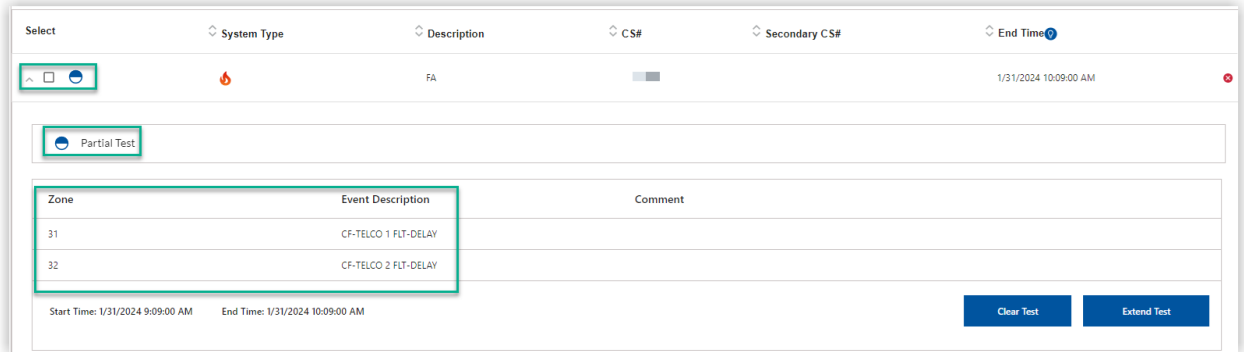 Select System Type Description CS# Secondary CS# End Time
FA 1/31/2024 10:09:00 AM
Partial Test
Zone Event Description Comment
31 CF-TELCO 1 FLT-DELAY
32 CF-TELCO 2 FLT-DELAY
Start Time: 1/31/2024 9:09:00 AM End Time: 1/31/2024 10:09:00 AM Clear Test Extend Test